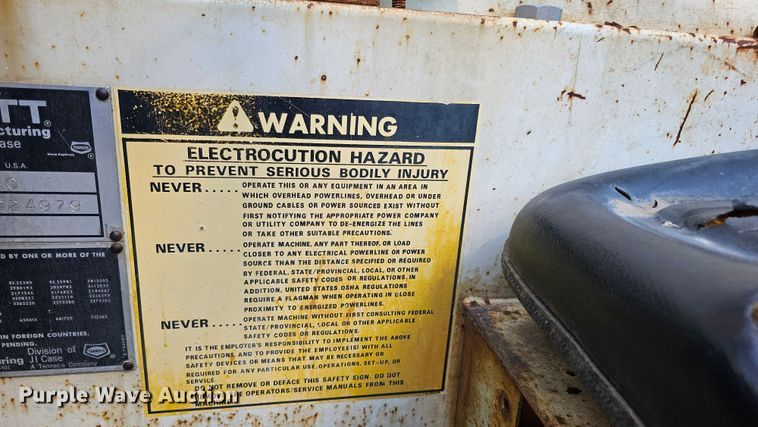 TT
cturing
Case
U.S.A.
24979
ED BY ONE OR MORE OF THE
N FOREIGN COUNTRIES.
ring Division of
JI Case
A Tenneco Company
WARNING
ELECTROCUTION HAZARD
TO PREVENT SERIOUS BODILY INJURY
NEVER..... OPERATE THIS OR ANY EQUIPMENT IN AN AREA IN
WHICH OVERHEAD POWERLINES, OVERHEAD OR UNDER
GROUND CABLES OR POWER SOURCES EXIST WITHOUT
FIRST NOTIFYING THE APPROPRIATE POWER COMPANY
OR UTILITY COMPANY TO DE-ENERGIZE THE LINES
OR TAKE OTHER SUITABLE PRECAUTIONS.
NEVER..... OPERATE MACHINE, ANY PART THEREOF, OR LOAD
CLOSER TO ANY ELECTRICAL POWERLINE OR POWER
SOURCE THAN THE DISTANCE SPECIFIED OR REQUIRED
BY FEDERAL, STATE/PROVINCIAL, LOCAL, OR OTHER
APPLICABLE SAFETY CODES OR REGULATIONS, IN
ADDITION, UNITED STATES OSHA REGULATIONS
REQUIRE A FLAGMAN WHEN OPERATING IN CLOSE
PROXIMITY TO ENERGIZED POWERLINES.
NEVER..... OPERATE MACHINE WITHOUT FIRST CONSULTING FEDERAL
STATE/PROVINCIAL, LOCAL OR OTHER APPLICABLE
SAFETY CODES OR REGULATIONS.
IT IS THE EMPLOYER'S RESPONSIBILITY TO IMPLEMENT THE ABOVE
PRECAUTIONS AND TO PROVIDE THE EMPLOYEE(S) WITH ANY
SAFETY DEVICES OR MEANS THAT MAY BE NECESSARY OR
REQUIRED FOR ANY PARTICULAR USE, OPERATIONS, SET-UP, OR
SERVICE.
DO NOT REMOVE OR DEFACE THIS SAFETY SIGN. DO NOT
THE OPERATORS/SERVICE MANUALS FROM THIS
MACHINE.
Purple Wave Auction